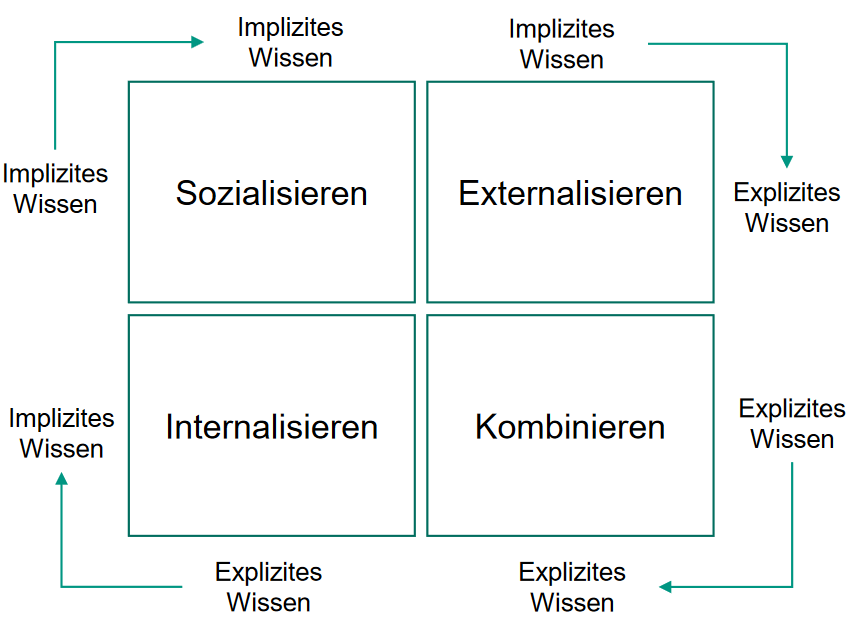 Implizites
Wissen
Implizites
Wissen
Implizites
Wissen
Sozialisieren
Externalisieren
Explizites
Wissen
Implizites
Wissen
Internalisieren
Kombinieren
Explizites
Wissen
Explizites
Wissen
Explizites
Wissen